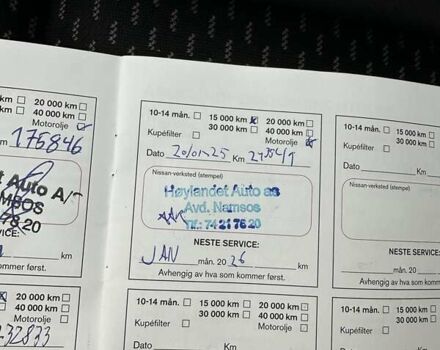 km 20 000 km
km 40 000 km
Motorolje
175846
Auto A/
MPOS
20
SERVICE:
km
kommer først.
20 000 km
40 000 km
Motorolje
32833
10-14 mån. 15 000 km 20 000 km
30 000 km 40 000 km
Kupéfilter Motorolje
Dato 20/01-25 Km
Nissan-verksted (stempel)
Høylandet Auto as
Avd. Namsos
Tlf.: 74 21 76 20
NESTE SERVICE:
JAN mån. 20 26 km
Avhengig av hva som kommer først.
10-14 mån. 15 000 km 20 000 km
30 000 km 40 000 km
Kupéfilter Motorolje
Dato Km
10-14 mån. 15 000 km
30 000 km
Kupéfilter
Dato Km
Nissan-verksted (stempel)
NESTE SERVICE:
mån. 20
Avhengig av hva som kommer
10-14 mån. 15 000 km
30 000 km
Kupéfilter
Dato